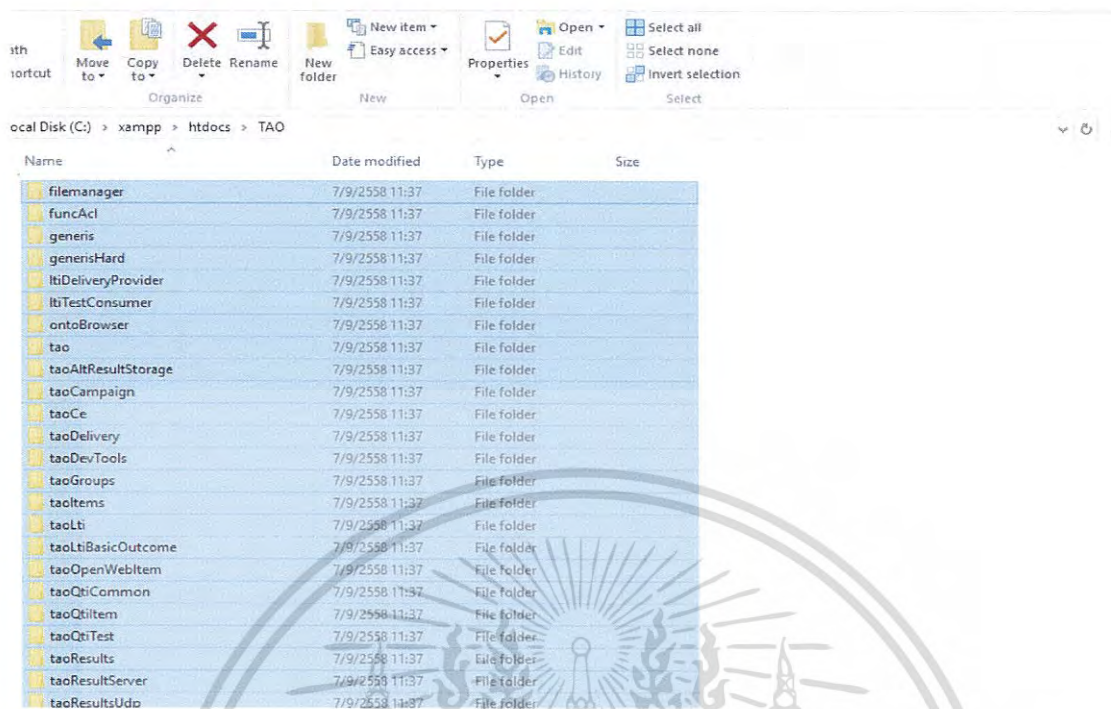 New item
Easy access
Open
Edit
History
Select all
Select none
Invert selection
Move to
Copy to
Delete
Rename
New folder
Properties
Organize
New
Open
Select
ocal Disk (C:) > xampp > htdocs > TAO
Name Date modified Type Size
filemanager 7/9/2558 11:37 File folder
funcAcl 7/9/2558 11:37 File folder
generis 7/9/2558 11:37 File folder
generisHard 7/9/2558 11:37 File folder
ltiDeliveryProvider 7/9/2558 11:37 File folder
ltiTestConsumer 7/9/2558 11:37 File folder
ontoBrowser 7/9/2558 11:37 File folder
tao 7/9/2558 11:37 File folder
taoAltResultStorage 7/9/2558 11:37 File folder
taoCampaign 7/9/2558 11:37 File folder
taoCe 7/9/2558 11:37 File folder
taoDelivery 7/9/2558 11:37 File folder
taoDevTools 7/9/2558 11:37 File folder
taoGroups 7/9/2558 11:37 File folder
taoItems 7/9/2558 11:37 File folder
taoLti 7/9/2558 11:37 File folder
taoLtiBasicOutcome 7/9/2558 11:37 File folder
taoOpenWebItem 7/9/2558 11:37 File folder
taoQtiCommon 7/9/2558 11:37 File folder
taoQtiItem 7/9/2558 11:37 File folder
taoQtiTest 7/9/2558 11:37 File folder
taoResults 7/9/2558 11:37 File folder
taoResultServer 7/9/2558 11:37 File folder
taoResultsUdp 7/9/2558 11:37 File folder